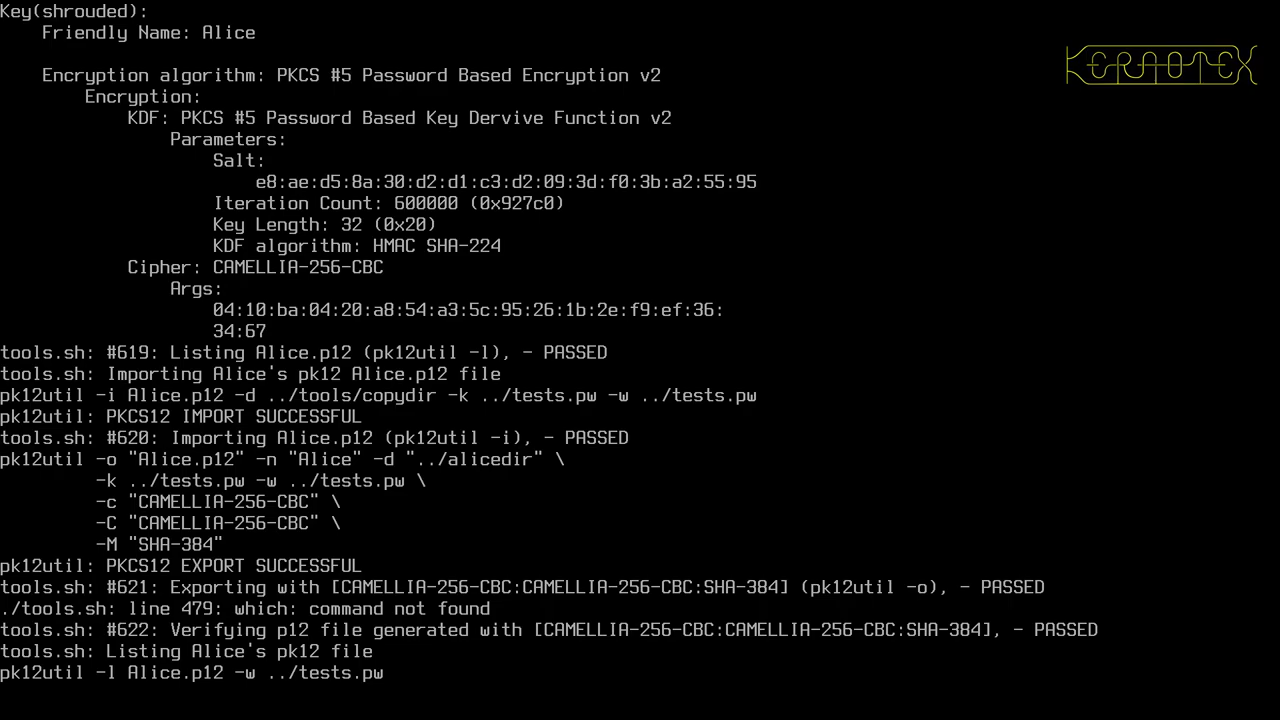 Key(shrouded):
    Friendly Name: Alice
    Encryption algorithm: PKCS #5 Password Based Encryption v2
        Encryption:
            KDF: PKCS #5 Password Based Key Dervive Function v2
                Parameters:
                    Salt:
                        e8:ae:d5:8a:30:d2:d1:c3:d2:09:3d:f0:3b:a2:55:95
                    Iteration Count: 600000 (0x927c0)
                    Key Length: 32 (0x20)
                    KDF algorithm: HMAC SHA-224
            Cipher: CAMELLIA-256-CBC
                Args:
                    04:10:ba:04:20:a8:54:a3:5c:95:26:1b:2e:f9:ef:36:
                    34:67
tools.sh: #619: Listing Alice.p12 (pk12util -l), - PASSED
tools.sh: Importing Alice's pk12 Alice.p12 file
pk12util -i Alice.p12 -d ../tools/copydir -k ../tests.pw -w ../tests.pw
pk12util: PKCS12 IMPORT SUCCESSFUL
tools.sh: #620: Importing Alice.p12 (pk12util -i), - PASSED
pk12util -o "Alice.p12" -n "Alice" -d "../alicedir" \
         -k ../tests.pw -w ../tests.pw \
         -c "CAMELLIA-256-CBC" \
         -C "CAMELLIA-256-CBC" \
         -M "SHA-384"
pk12util: PKCS12 EXPORT SUCCESSFUL
tools.sh: #621: Exporting with [CAMELLIA-256-CBC:CAMELLIA-256-CBC:SHA-384] (pk12util -o), - PASSED
./tools.sh: line 479: which: command not found
tools.sh: #622: Verifying p12 file generated with [CAMELLIA-256-CBC:CAMELLIA-256-CBC:SHA-384], - PASSED
tools.sh: Listing Alice's pk12 file
pk12util -l Alice.p12 -w ../tests.pw
KERAOTEX